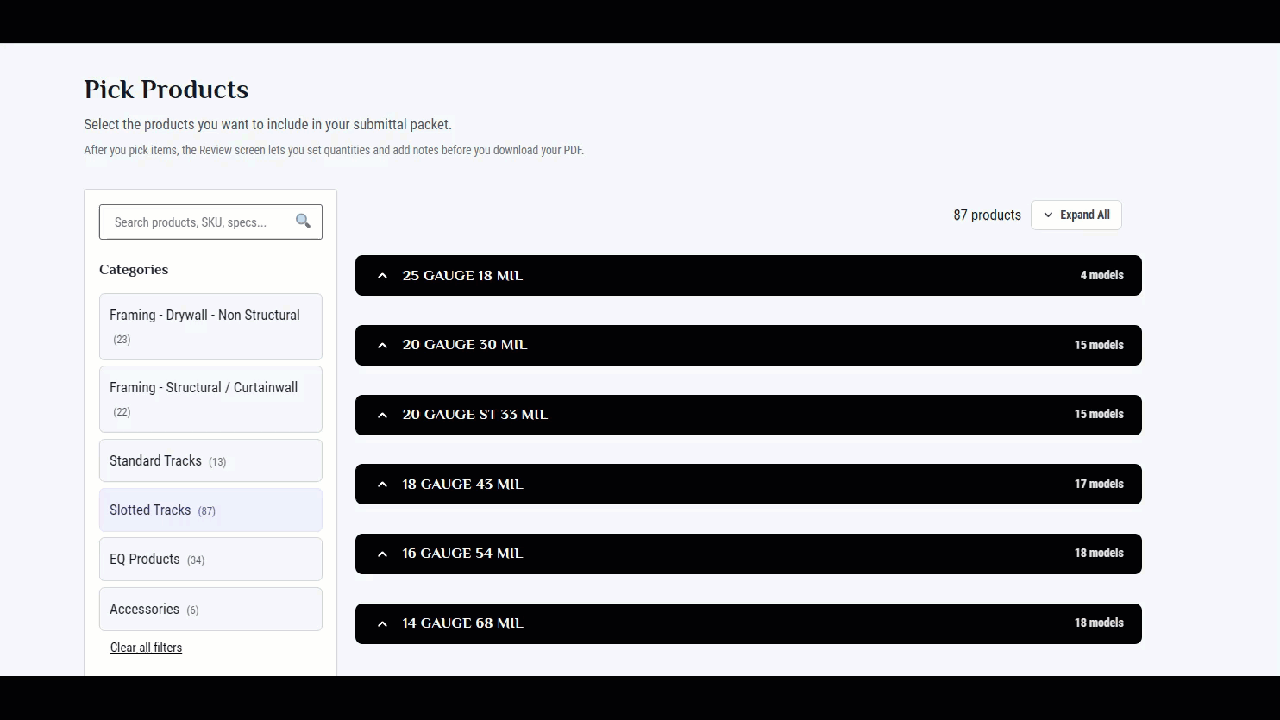 Pick Products
Select the products you want to include in your submittal packet.
After you pick items, the Review screen lets you set quantities and add notes before you download your PDF.
Search products, SKU, specs...
Categories
Framing - Drywall - Non Structural
(23)
Framing - Structural / Curtainwall
(22)
Standard Tracks (13)
Slotted Tracks (87)
EQ Products (34)
Accessories (6)
Clear all filters
87 products Expand All
25 GAUGE 18 MIL 4 models
20 GAUGE 30 MIL 15 models
20 GAUGE ST 33 MIL 15 models
18 GAUGE 43 MIL 17 models
16 GAUGE 54 MIL 18 models
14 GAUGE 68 MIL 18 models